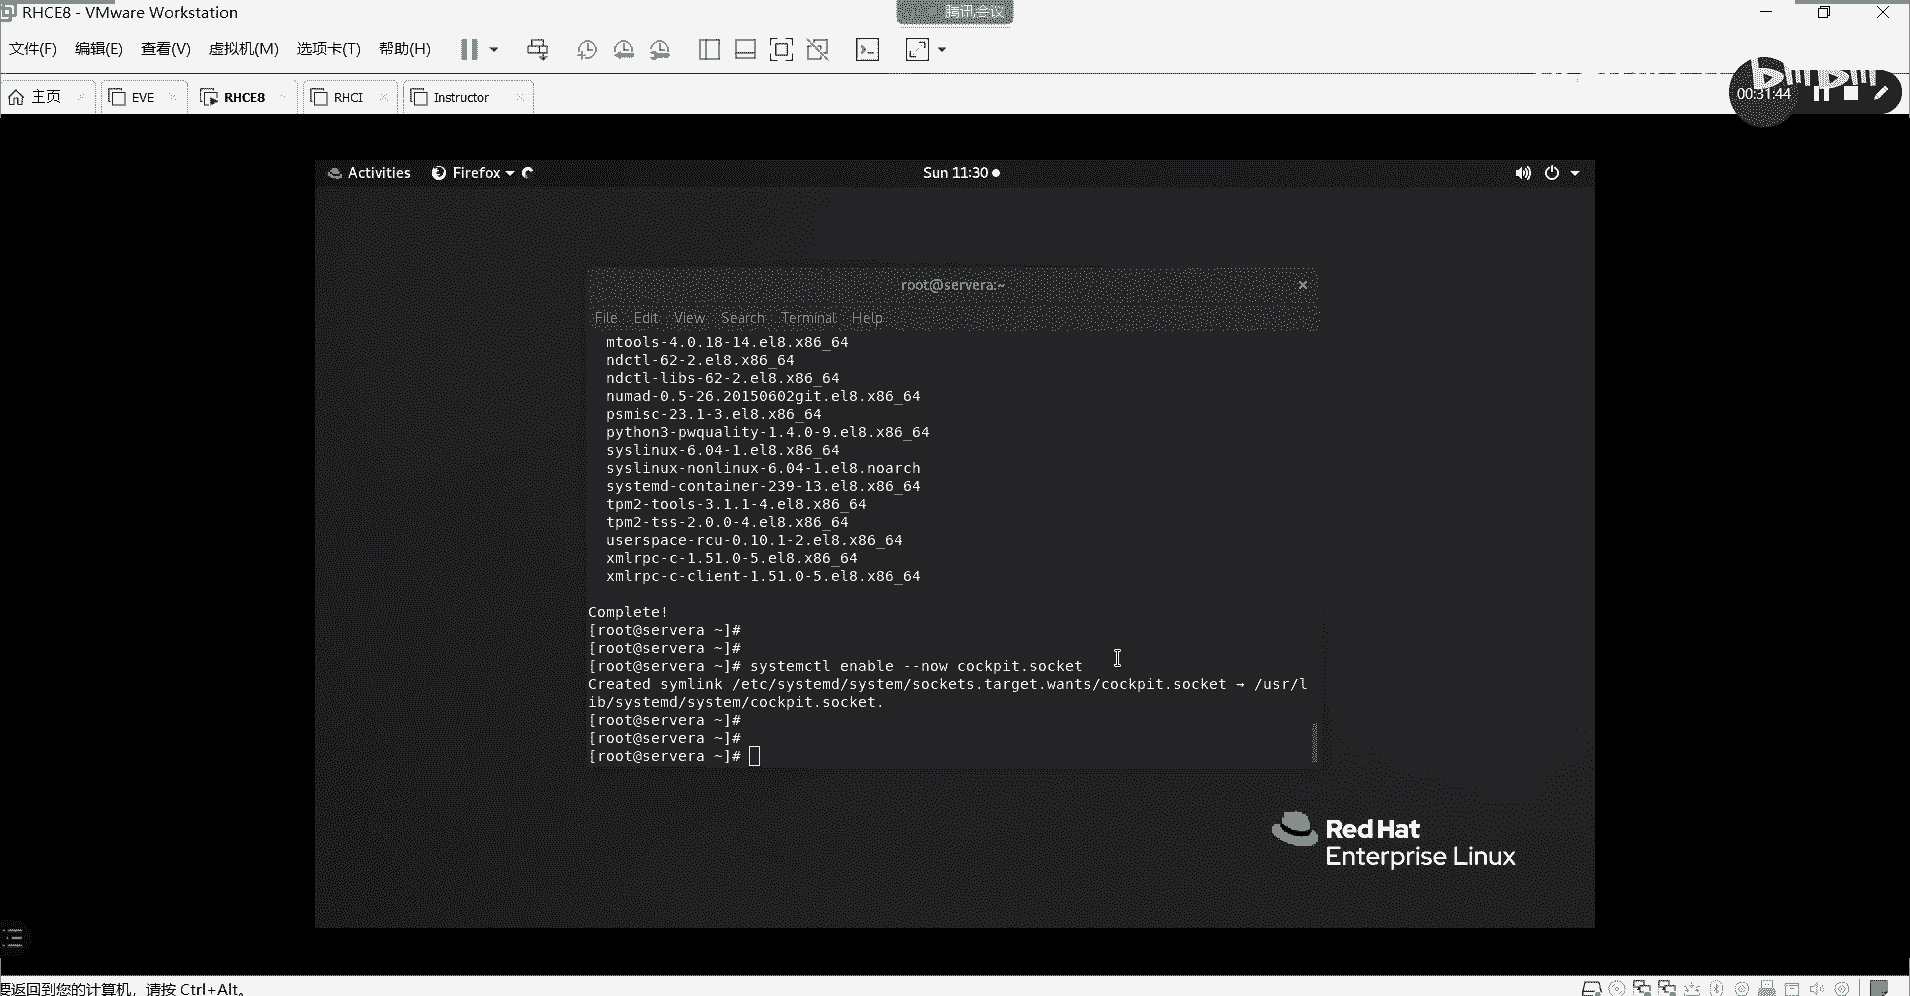 RHCE8 - VMware Workstation
腾讯会议
文件(F) 编辑(E) 查看(V) 虚拟机(M) 选项卡(T) 帮助(H)
主页 EVE RHCE8 RHCI Instructor
bilibili
00:31:44
Activities Firefox Sun 11:30
root@servera:~
File Edit View Search Terminal Help
mtools-4.0.18-14.el8.x86_64
ndctl-62-2.el8.x86_64
ndctl-libs-62-2.el8.x86_64
numad-0.5-26.20150602git.el8.x86_64
psmisc-23.1-3.el8.x86_64
python3-pwquality-1.4.0-9.el8.x86_64
syslinux-6.04-1.el8.x86_64
syslinux-nonlinux-6.04-1.el8.noarch
systemd-container-239-13.el8.x86_64
tpm2-tools-3.1.1-4.el8.x86_64
tpm2-tss-2.0.0-4.el8.x86_64
userspace-rcu-0.10.1-2.el8.x86_64
xmlrpc-c-1.51.0-5.el8.x86_64
xmlrpc-c-client-1.51.0-5.el8.x86_64
Complete!
[root@servera ~]#
[root@servera ~]#
[root@servera ~]# systemctl enable --now cockpit.socket
Created symlink /etc/systemd/system/sockets.target.wants/cockpit.socket → /usr/l
ib/systemd/system/cockpit.socket.
[root@servera ~]#
[root@servera ~]#
[root@servera ~]#
Red Hat
Enterprise Linux
要返回到您的计算机，请按 Ctrl+Alt。